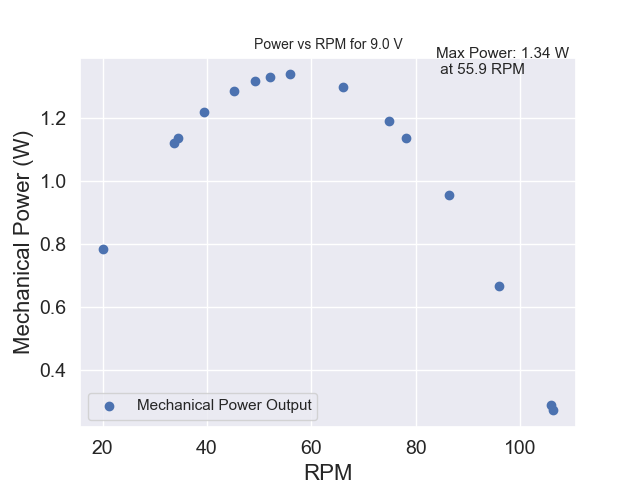 Power vs RPM for 9.0 V
Max Power: 1.34 W
at 55.9 RPM
Mechanical Power (W)
1.2
1.0
0.8
0.6
0.4
Mechanical Power Output
20 40 60 80 100
RPM